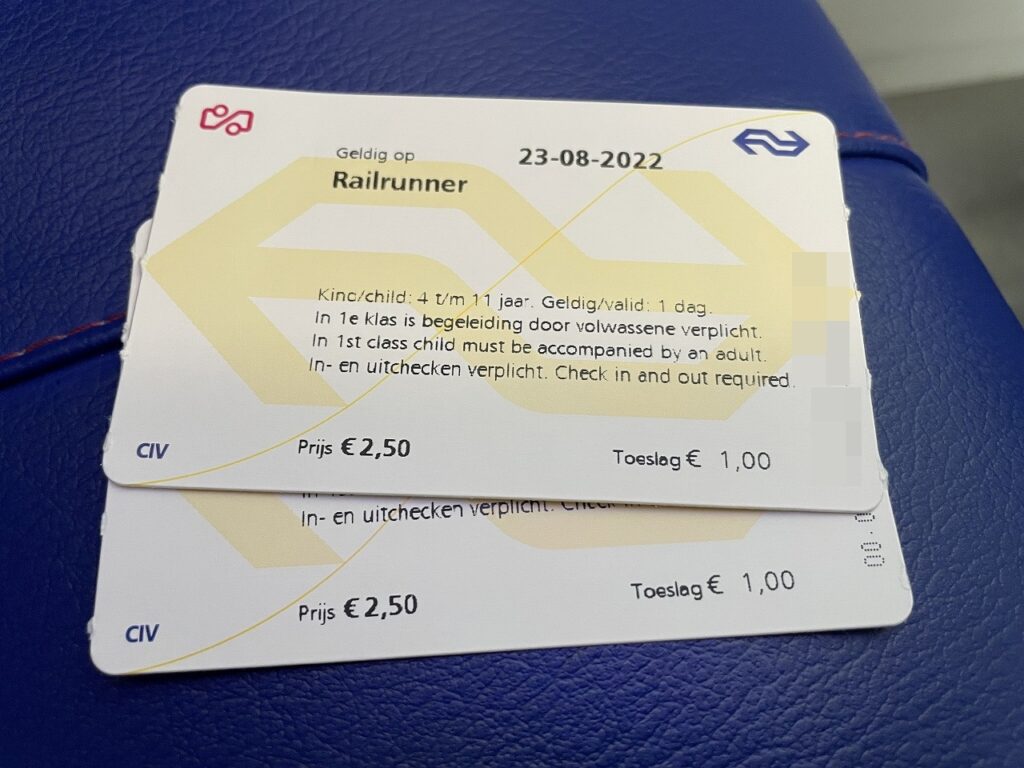 Geldig op 23-08-2022
Railrunner
Kind/child: 4 t/m 11 jaar. Geldig/valid: 1 dag.
In 1e klas is begeleiding door volwassene verplicht.
In 1st class child must be accompanied by an adult.
In- en uitchecken verplicht. Check in and out required.
CIV Prijs € 2,50 Toeslag € 1,00
In- en uitchecken verplicht. Check in
CIV Prijs € 2,50 Toeslag € 1,00